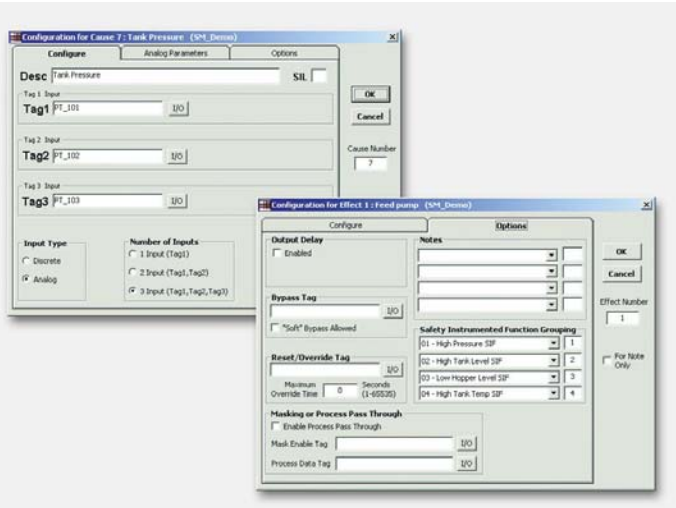 Configuration for Cause 7: Tank Pressure (SM_Demo)
Configure
Analog Parameters
Options
Desc
Tank Pressure
SIL
OK
Cancel
Cause Number
7
Tag 1 Input
Tag1
PT_101
I/O
Tag 2 Input
Tag2
PT_102
I/O
Tag 3 Input
Tag3
PT_103
I/O
Input Type
Discrete
Analog
Number of Inputs
1 Input (Tag1)
2 Input (Tag1,Tag2)
3 Input (Tag1,Tag2,Tag3)
Configuration for Effect 1 : Feed pump (SM_Demo)
Configure
Options
Output Delay
Enabled
Notes
OK
Cancel
Effect Number
1
For Note
Only
Bypass Tag
I/O
"Soft" Bypass Allowed
Reset/Override Tag
I/O
Maximum
Override Time
0
Seconds
(1-65535)
Safety Instrumented Function Grouping
01 - High Pressure SIF
1
02 - High Tank Level SIF
2
03 - Low Hopper Level SIF
3
04 - High Tank Temp SIF
4
Masking or Process Pass Through
Enable Process Pass Through
Mask Enable Tag
I/O
Process Data Tag
I/O